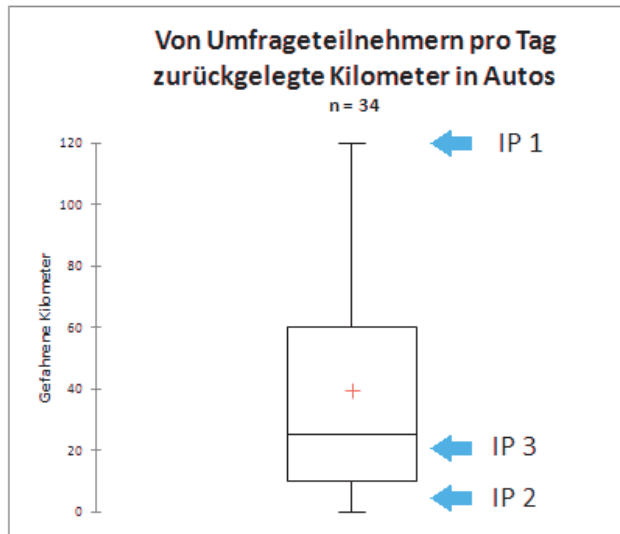 Von Umfrageteilnehmern pro Tag
zurückgelegte Kilometer in Autos
n = 34
Gefahrene Kilometer
120
100
80
60
40
20
0
IP 1
IP 3
IP 2